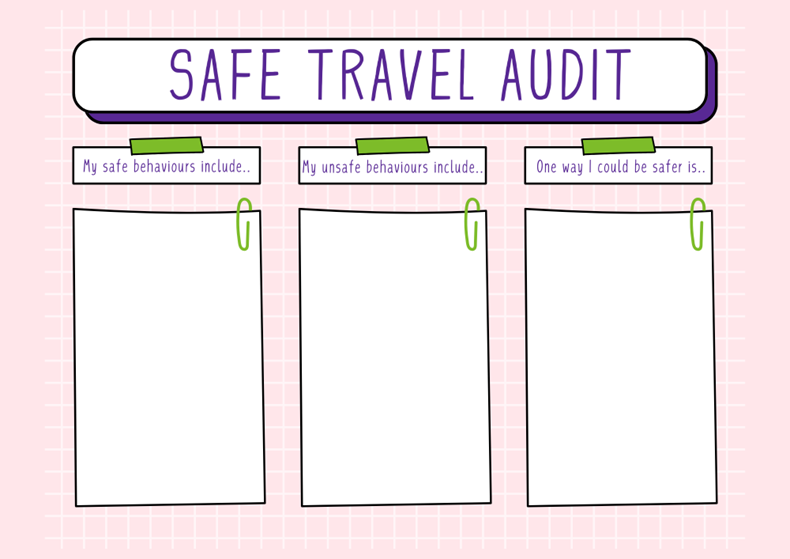 SAFE TRAVEL AUDIT
My safe behaviours include..
My unsafe behaviours include..
One way I could be safer is..